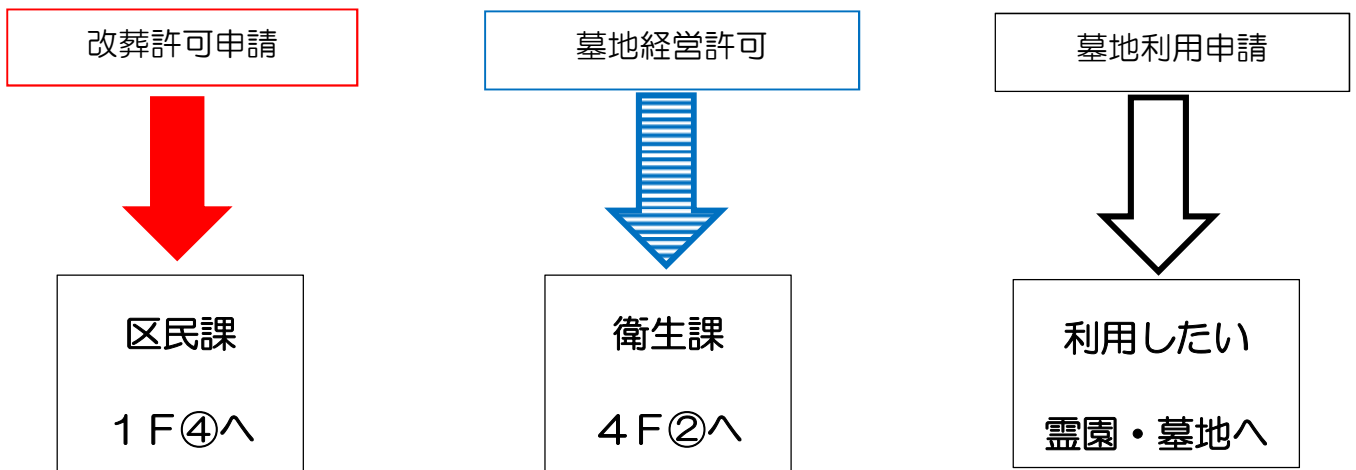 改葬許可申請
墓地経営許可
墓地利用申請
区民課
１Ｆ④へ
衛生課
４Ｆ②へ
利用したい
霊園・墓地へ